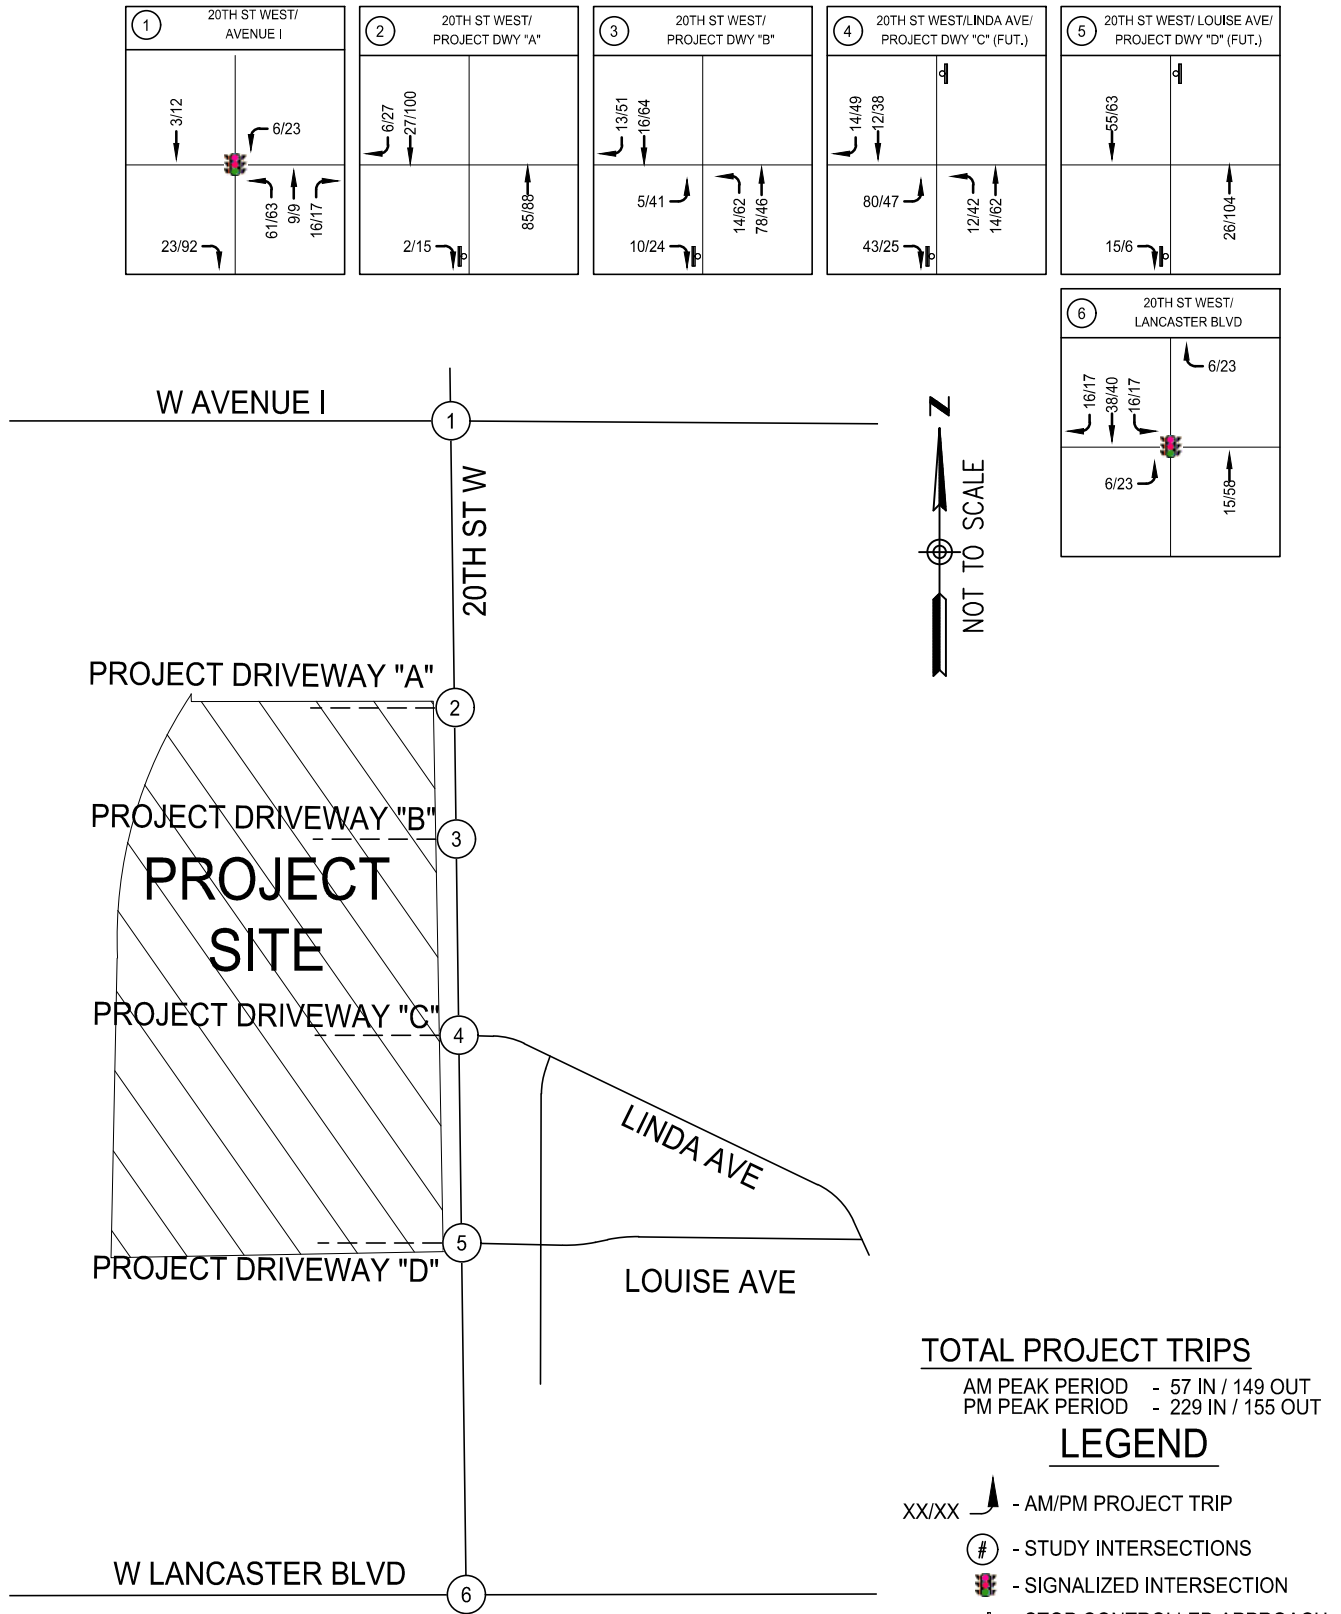 1
20TH ST WEST/
AVENUE I
3/12
6/23
61/63
9/9
16/17
23/92
2
20TH ST WEST/
PROJECT DWY "A"
6/27
27/100
85/88
2/15
3
20TH ST WEST/
PROJECT DWY "B"
13/51
16/64
5/41
14/62
78/46
10/24
4
20TH ST WEST/LINDA AVE/
PROJECT DWY "C" (FUT.)
14/49
12/38
80/47
12/42
14/62
43/25
5
20TH ST WEST/ LOUISE AVE/
PROJECT DWY "D" (FUT.)
55/63
26/104
15/6
6
20TH ST WEST/
LANCASTER BLVD
6/23
16/17
38/40
16/17
6/23
15/58
W AVENUE I
1
20TH ST W
Z
NOT TO SCALE
PROJECT DRIVEWAY "A"
2
PROJECT DRIVEWAY "B"
3
PROJECT
SITE
PROJECT DRIVEWAY "C"
4
LINDA AVE
5
PROJECT DRIVEWAY "D"
LOUISE AVE
TOTAL PROJECT TRIPS
AM PEAK PERIOD - 57 IN / 149 OUT
PM PEAK PERIOD - 229 IN / 155 OUT
LEGEND
XX/XX - AM/PM PROJECT TRIP
# - STUDY INTERSECTIONS
- SIGNALIZED INTERSECTION
- STOP CONTROLLED APPROACH
W LANCASTER BLVD
6